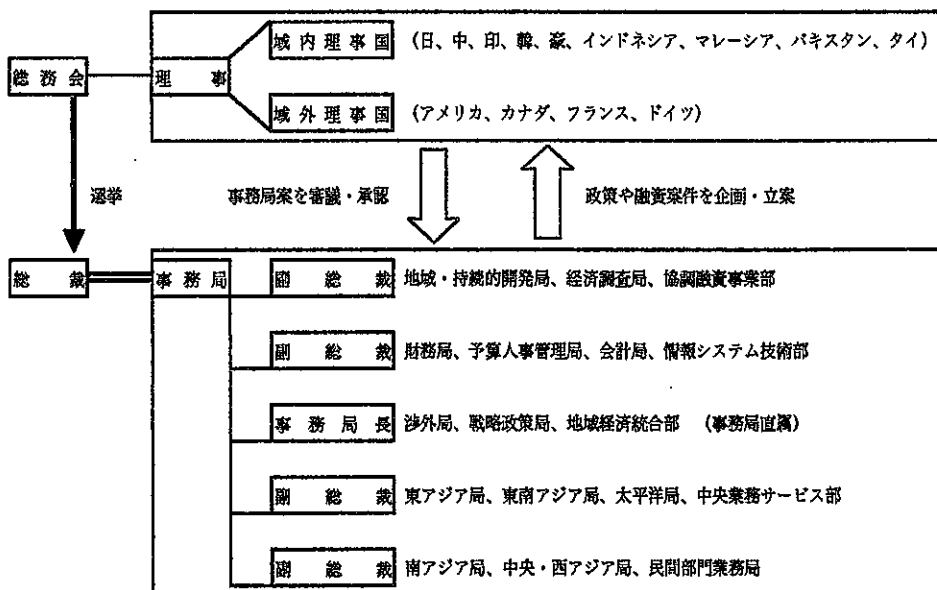 域内理事国 (日、中、印、韓、豪、インドネシア、マレーシア、パキスタン、タイ)
総務会 理事
域外理事国 (アメリカ、カナダ、フランス、ドイツ)
選挙 事務局案を審議・承認 政策や融資案件を企画・立案
総裁 事務局 副総裁 地域・持続的開発局、経済調査局、協調融資事業部
副総裁 財務局、予算人事管理局、会計局、情報システム技術部
事務局長 渉外局、戦略政策局、地域経済統合部 (事務局直属)
副総裁 東アジア局、東南アジア局、太平洋局、中央業務サービス部
副総裁 南アジア局、中央・西アジア局、民間部門業務局